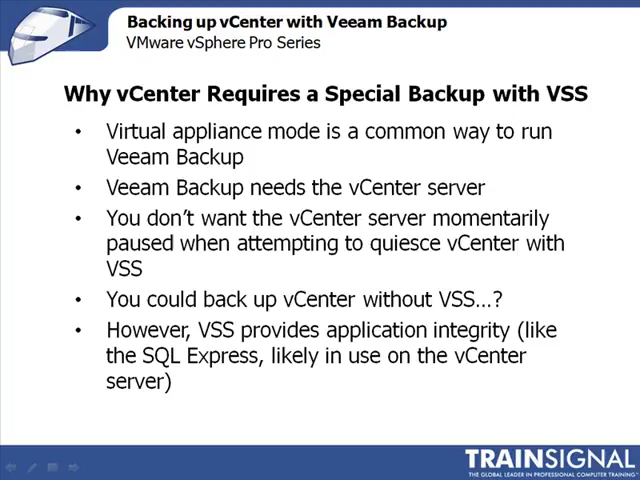 Backing up vCenter with Veeam Backup
VMware vSphere Pro Series
Why vCenter Requires a Special Backup with VSS
• Virtual appliance mode is a common way to run
Veeam Backup
• Veeam Backup needs the vCenter server
• You don't want the vCenter server momentarily
paused when attempting to quiesce vCenter with
VSS
• You could back up vCenter without VSS…?
• However, VSS provides application integrity (like
the SQL Express, likely in use on the vCenter
server)
TRAINSIGNAL
THE GLOBAL LEADER IN PROFESSIONAL COMPUTER TRAINING